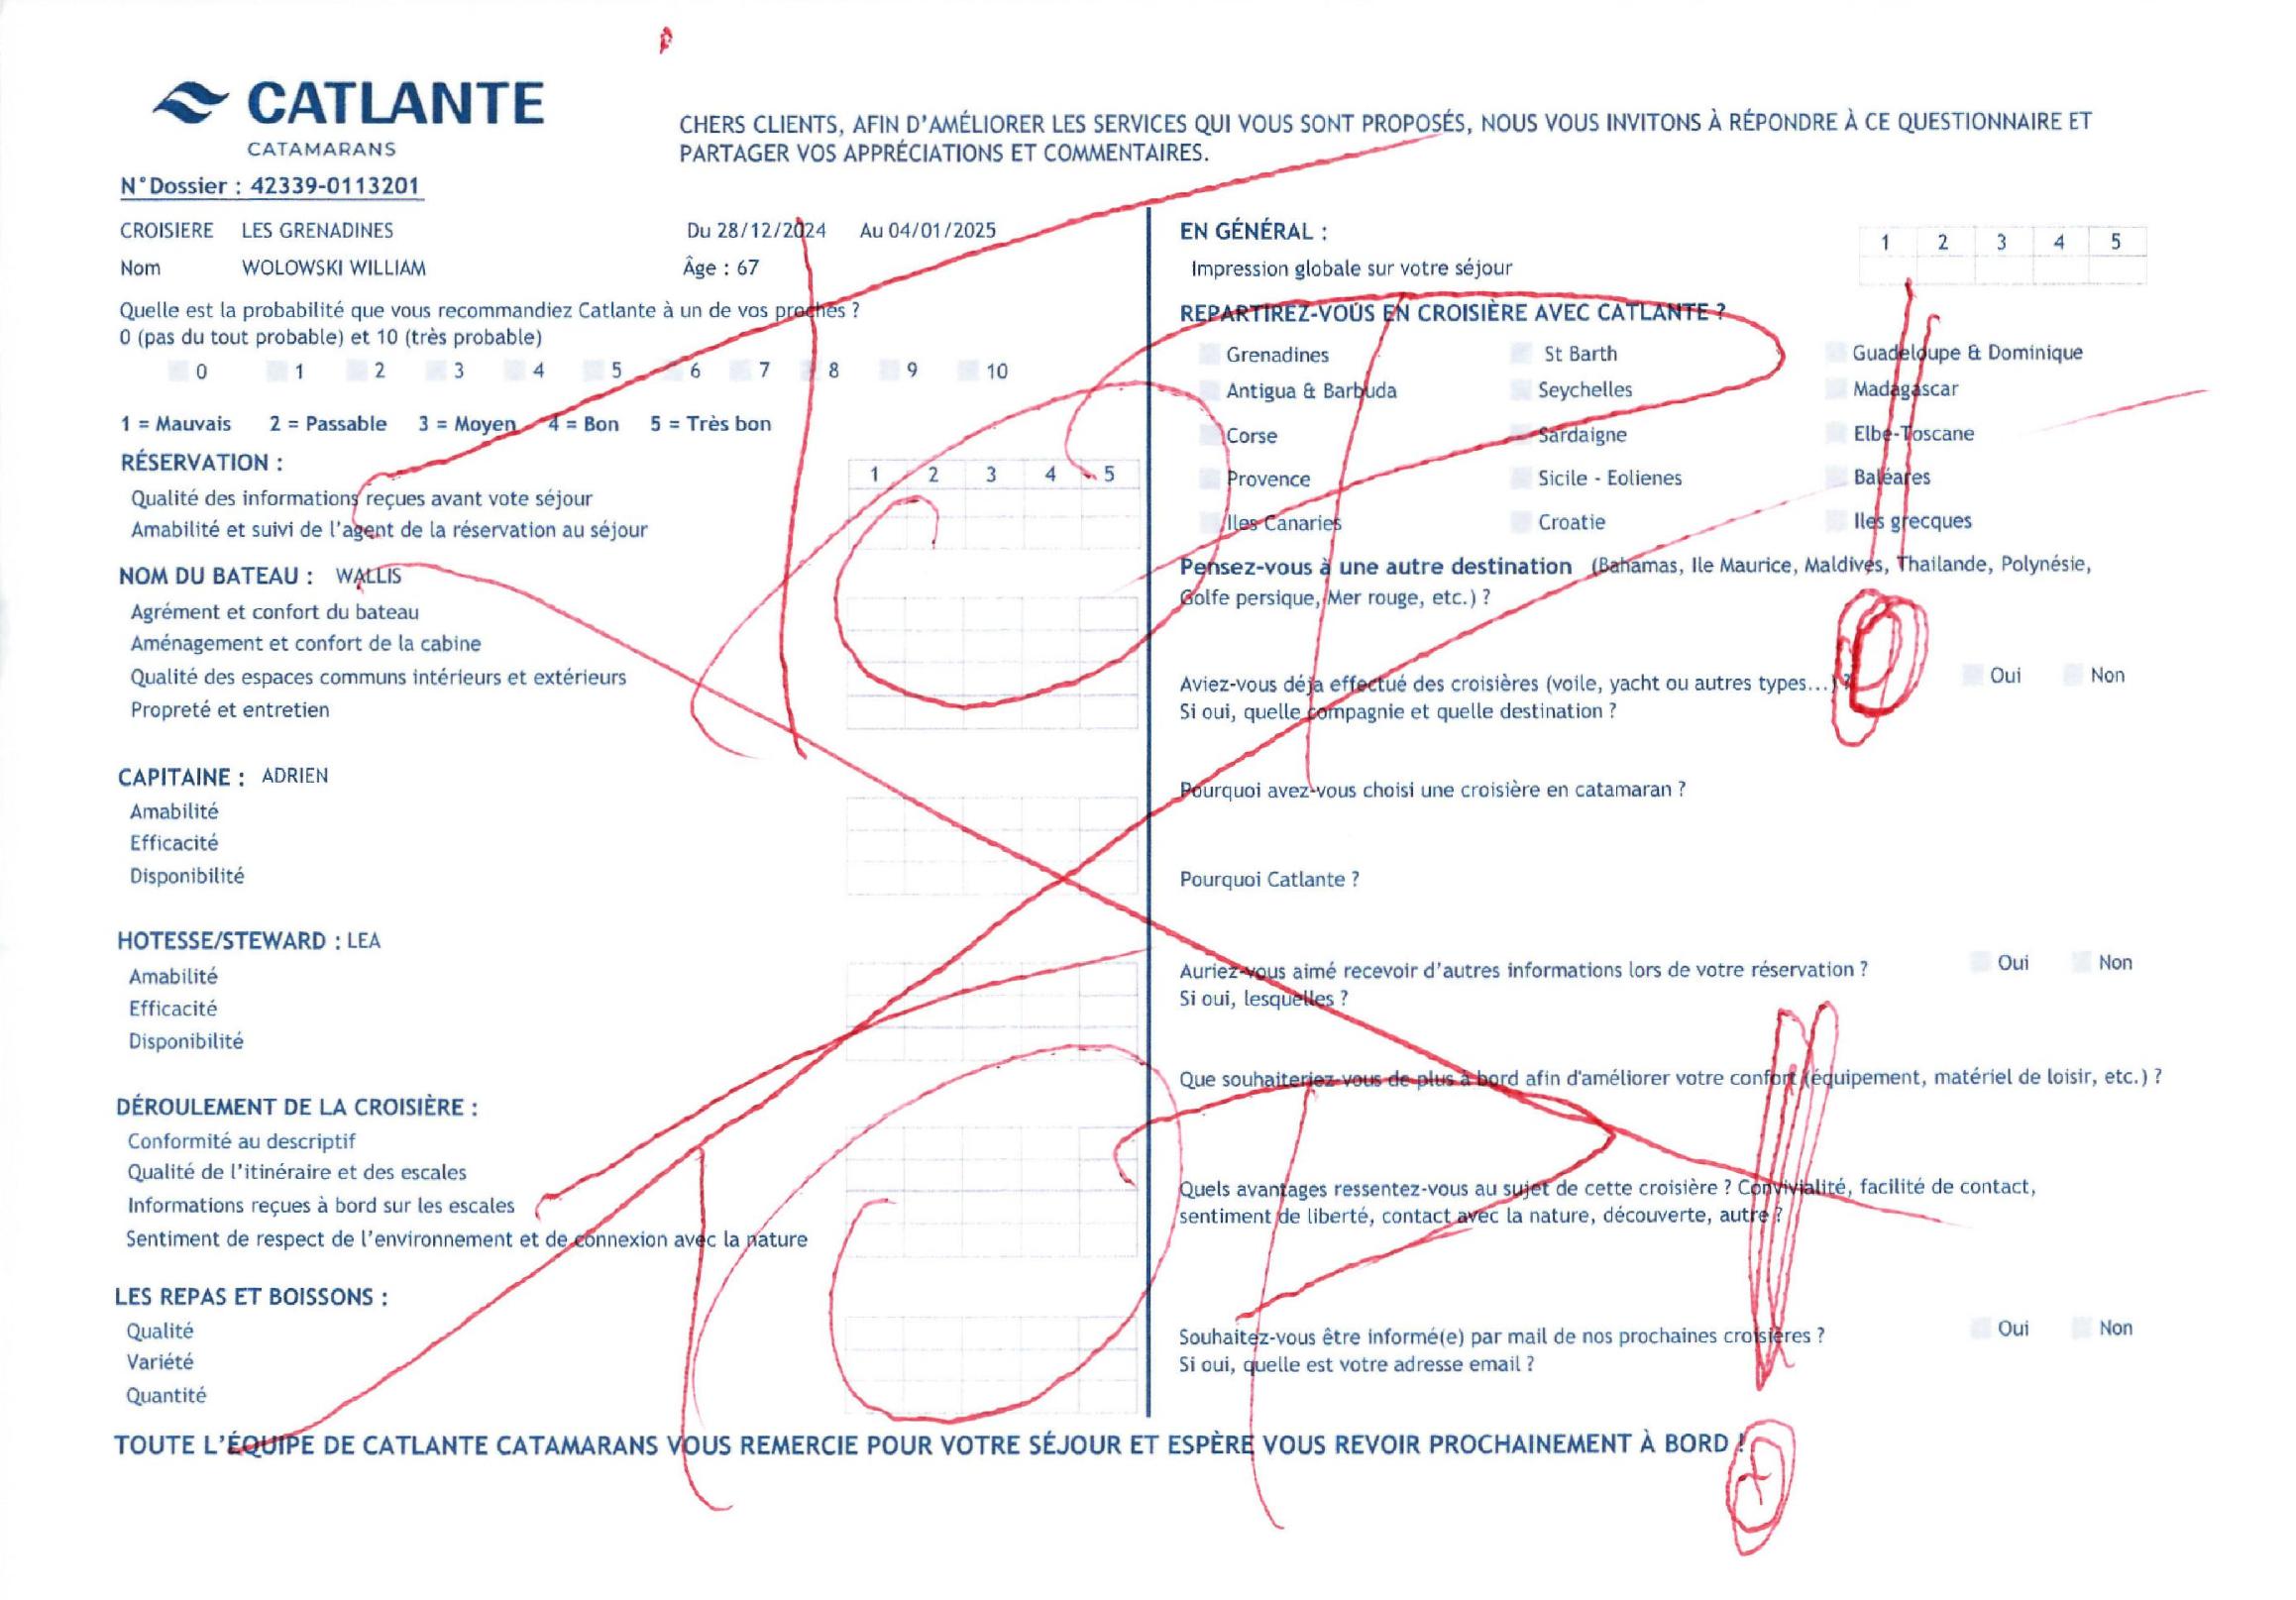 CATLANTE
CATAMARANS
CHERS CLIENTS, AFIN D'AMÉLIORER LES SERVICES QUI VOUS SONT PROPOSÉS, NOUS VOUS INVITONS À RÉPONDRE À CE QUESTIONNAIRE ET
PARTAGER VOS APPRÉCIATIONS ET COMMENTAIRES.
N°Dossier : 42339-0113201
CROISIERE LES GRENADINES Du 28/12/2024 Au 04/01/2025
Nom WOLOWSKI WILLIAM Âge : 67
Quelle est la probabilité que vous recommandiez Catlante à un de vos proches ?
0 (pas du tout probable) et 10 (très probable)
0 1 2 3 4 5 6 7 8 9 10
1 = Mauvais 2 = Passable 3 = Moyen 4 = Bon 5 = Très bon
RÉSERVATION :
1 2 3 4 5
Qualité des informations reçues avant vote séjour
Amabilité et suivi de l'agent de la réservation au séjour
NOM DU BATEAU : WALLIS
Agrément et confort du bateau
Aménagement et confort de la cabine
Qualité des espaces communs intérieurs et extérieurs
Propreté et entretien
CAPITAINE : ADRIEN
Amabilité
Efficacité
Disponibilité
HOTESSE/STEWARD : LEA
Amabilité
Efficacité
Disponibilité
DÉROULEMENT DE LA CROISIÈRE :
Conformité au descriptif
Qualité de l'itinéraire et des escales
Informations reçues à bord sur les escales
Sentiment de respect de l'environnement et de connexion avec la nature
LES REPAS ET BOISSONS :
Qualité
Variété
Quantité
EN GÉNÉRAL :
1 2 3 4 5
Impression globale sur votre séjour
REPARTIREZ-VOUS EN CROISIÈRE AVEC CATLANTE ?
Grenadines St Barth Guadeloupe & Dominique
Antigua & Barbuda Seychelles Madagascar
Corse Sardaigne Elbe-Toscane
Provence Sicile - Eolienes Baléares
Iles Canaries Croatie Iles grecques
Pensez-vous à une autre destination (Bahamas, Ile Maurice, Maldives, Thailande, Polynésie,
Golfe persique, Mer rouge, etc.) ?
Aviez-vous déja effectué des croisières (voile, yacht ou autres types...) ? Oui Non
Si oui, quelle compagnie et quelle destination ?
Pourquoi avez-vous choisi une croisière en catamaran ?
Pourquoi Catlante ?
Auriez-vous aimé recevoir d'autres informations lors de votre réservation ? Oui Non
Si oui, lesquelles ?
Que souhaiteriez-vous de plus à bord afin d'améliorer votre confort (équipement, matériel de loisir, etc.) ?
Quels avantages ressentez-vous au sujet de cette croisière ? Convivialité, facilité de contact,
sentiment de liberté, contact avec la nature, découverte, autre ?
Souhaitez-vous être informé(e) par mail de nos prochaines croisières ? Oui Non
Si oui, quelle est votre adresse email ?
TOUTE L'ÉQUIPE DE CATLANTE CATAMARANS VOUS REMERCIE POUR VOTRE SÉJOUR ET ESPÈRE VOUS REVOIR PROCHAINEMENT À BORD !
TOP !
TOP !